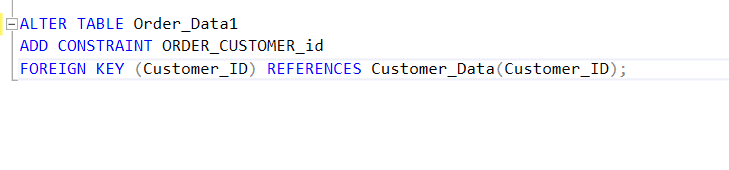 ALTER TABLE Order_Data1
ADD CONSTRAINT ORDER_CUSTOMER_id
FOREIGN KEY (Customer_ID) REFERENCES Customer_Data(Customer_ID);